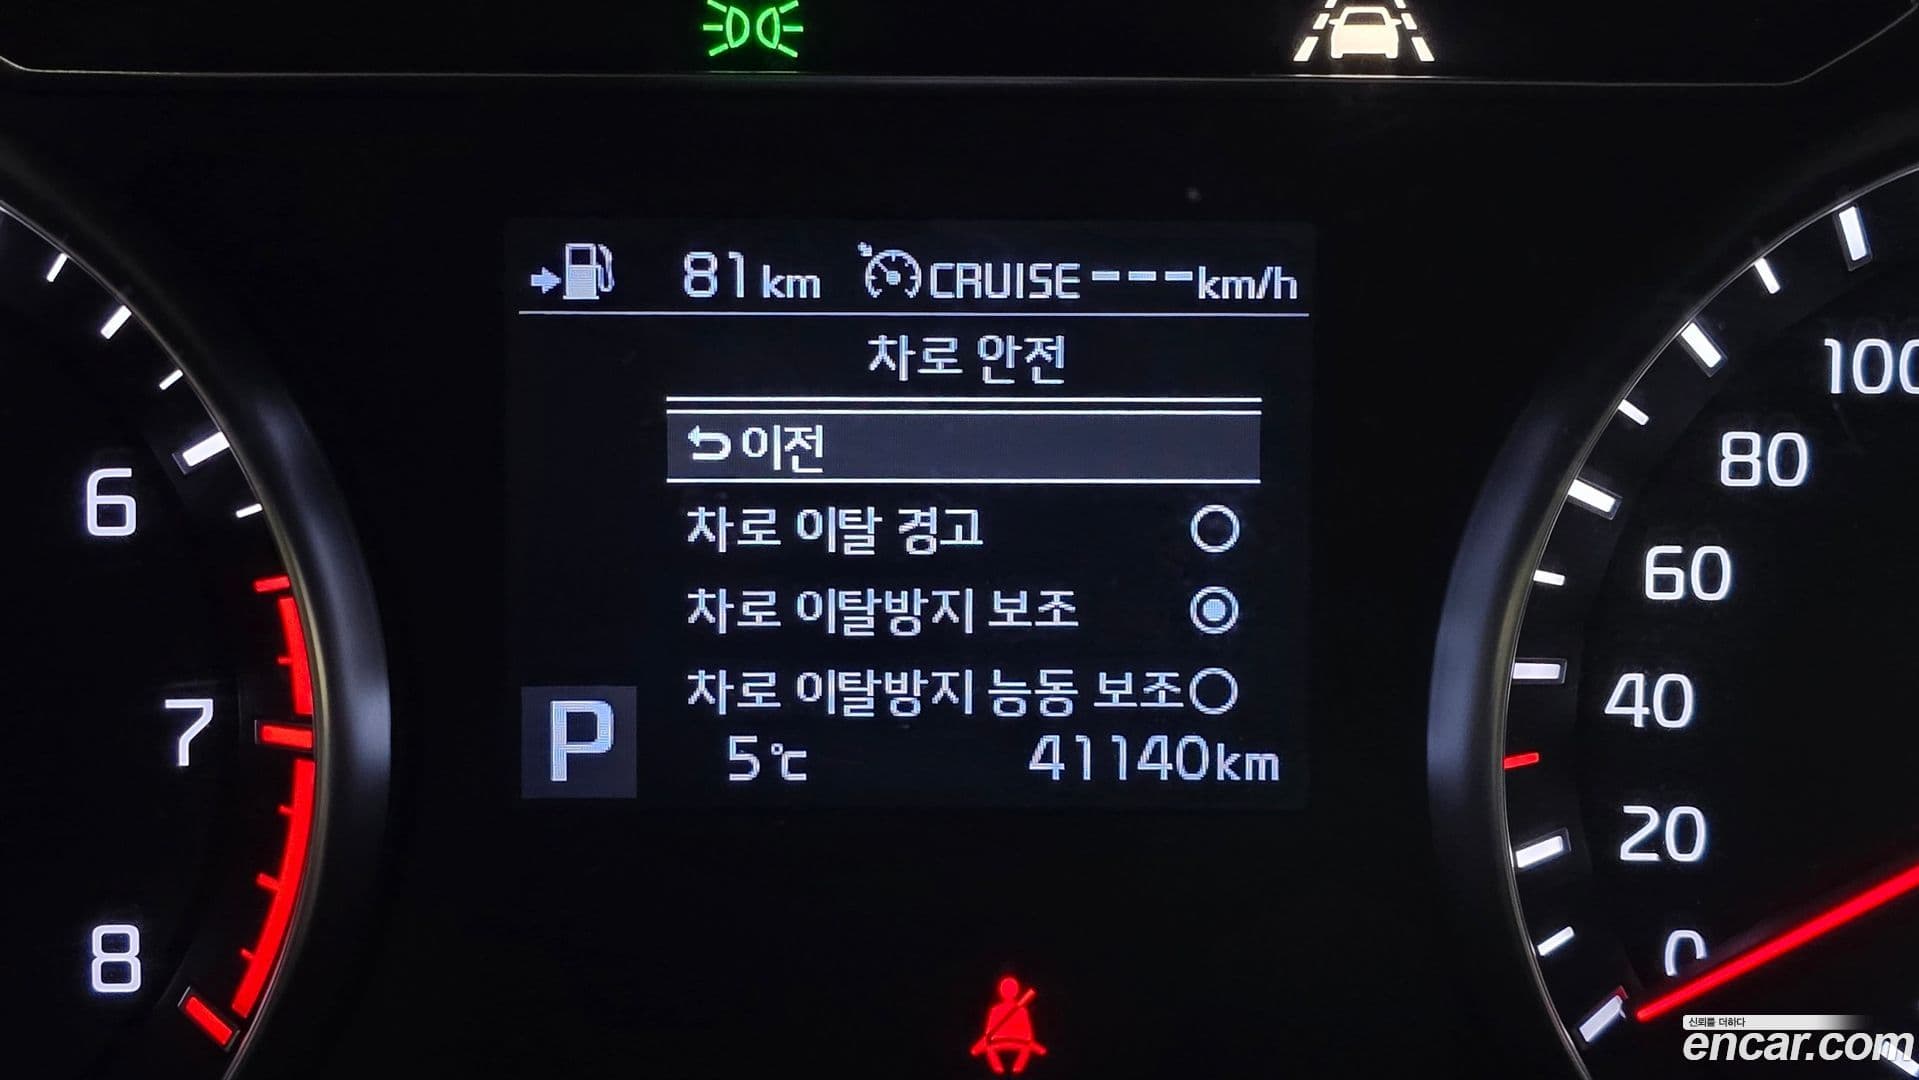 81 km CRUISE ---km/h
차로 안전
이전
차로 이탈 경고
차로 이탈방지 보조
차로 이탈방지 능동 보조
P 5℃ 41140km
6
7
8
100
80
60
40
20
0
신뢰를 더하다
encar.com